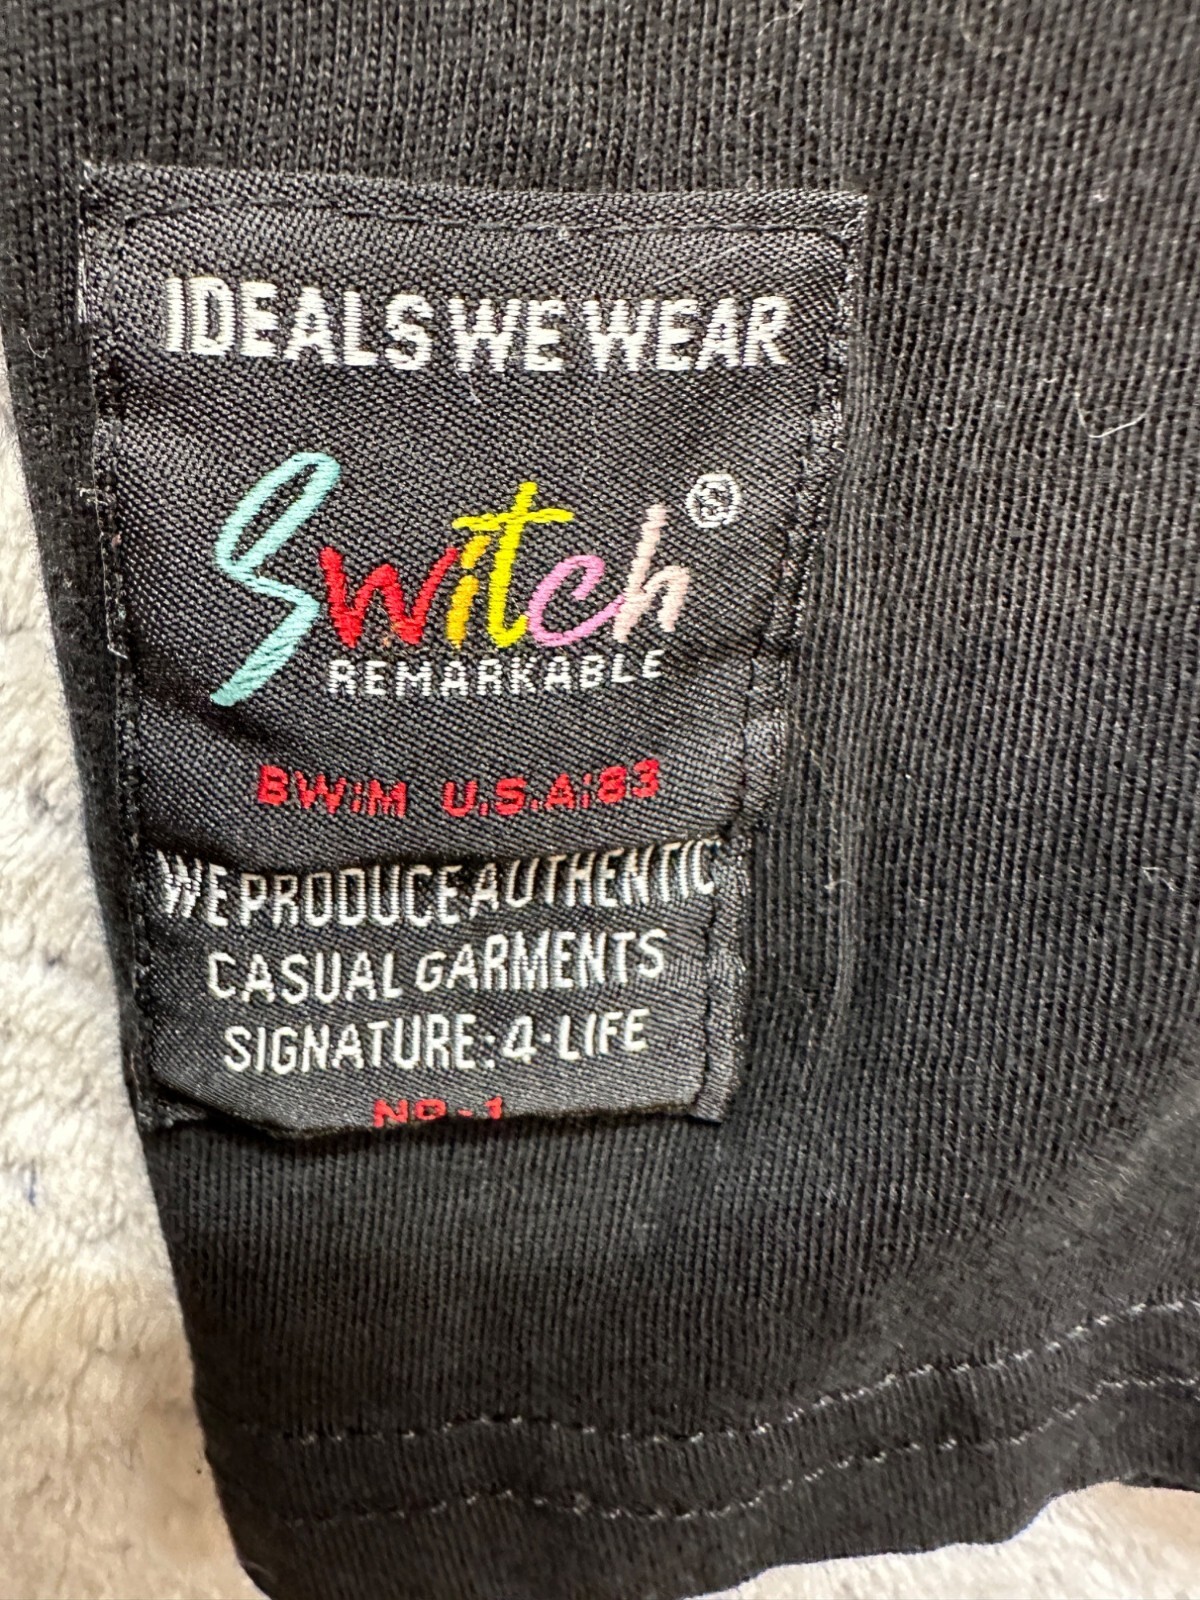 IDEALS WE WEAR
Switch ®
REMARKABLE
BWiM U.S.A:83
WE PRODUCE AUTHENTIC
CASUAL GARMENTS
SIGNATURE: 4-LIFE